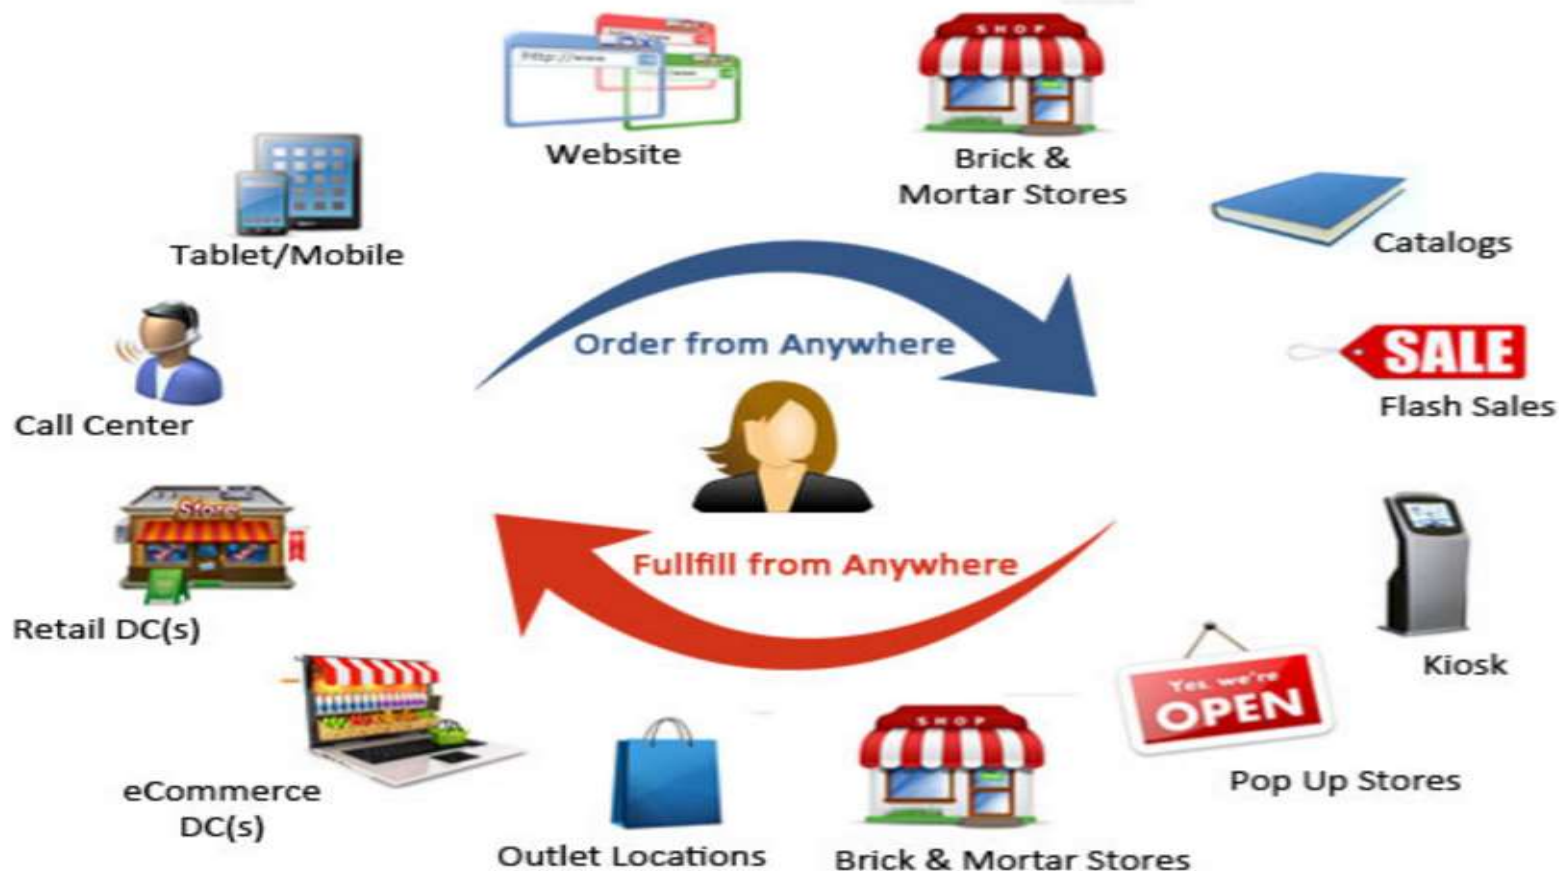 http://www
Website
SHOP
Brick &
Mortar Stores
Tablet/Mobile
Catalogs
Order from Anywhere
SALE
Flash Sales
Call Center
Store
Retail DC(s)
Fullfill from Anywhere
Kiosk
Yes we're
OPEN
Pop Up Stores
eCommerce
DC(s)
Outlet Locations
SHOP
Brick & Mortar Stores